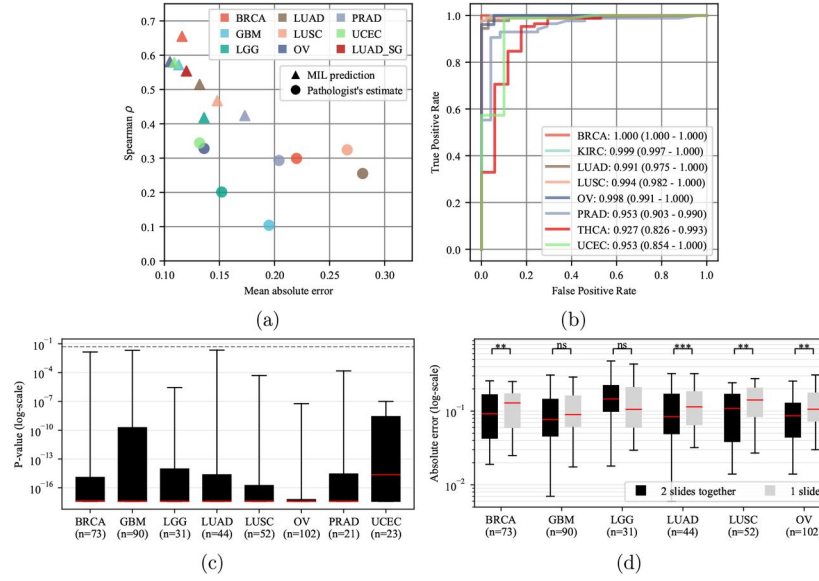 0.8
0.7
0.6
0.5
0.4
0.3
0.2
0.1
0.0
Spearman ρ
BRCA LUAD PRAD
GBM LUSC UCEC
LGG OV LUAD_SG
MIL prediction
Pathologist's estimate
0.10 0.15 0.20 0.25 0.30
Mean absolute error
(a)
1.0
0.8
0.6
0.4
0.2
0.0
True Positive Rate
BRCA: 1.000 (1.000 - 1.000)
KIRC: 0.999 (0.997 - 1.000)
LUAD: 0.991 (0.975 - 1.000)
LUSC: 0.994 (0.982 - 1.000)
OV: 0.998 (0.991 - 1.000)
PRAD: 0.953 (0.903 - 0.990)
THCA: 0.927 (0.826 - 0.993)
UCEC: 0.953 (0.854 - 1.000)
0.0 0.2 0.4 0.6 0.8 1.0
False Positive Rate
(b)
10⁻¹
10⁻⁴
10⁻⁷
10⁻¹⁰
10⁻¹³
10⁻¹⁶
P-value (log-scale)
BRCA GBM LGG LUAD LUSC OV PRAD UCEC
(n=73) (n=90) (n=31) (n=44) (n=52) (n=102) (n=21) (n=23)
(c)
** ns ns *** ** **
10⁻¹
10⁻²
Absolute error (log-scale)
2 slides together 1 slide
BRCA GBM LGG LUAD LUSC OV
(n=73) (n=90) (n=31) (n=44) (n=52) (n=102)
(d)